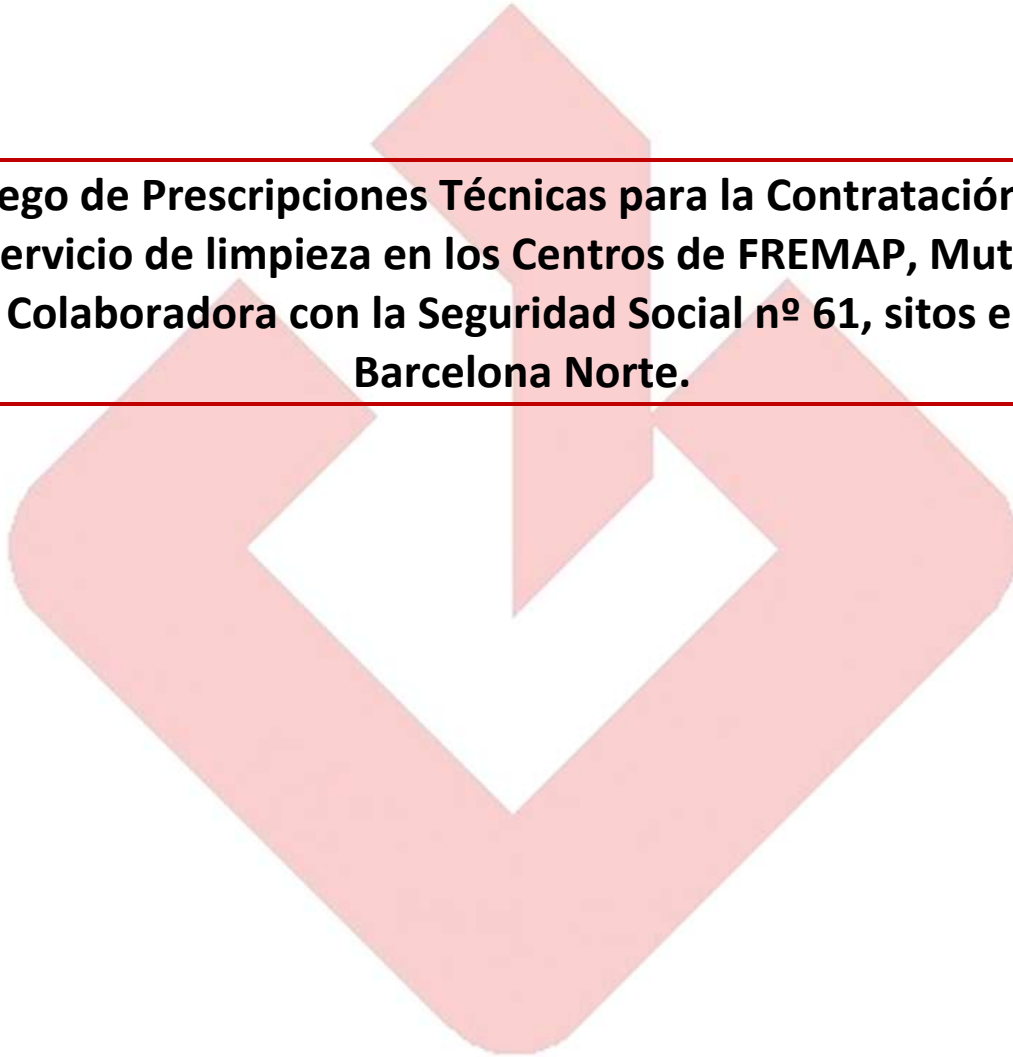 ego de Prescripciones Técnicas para la Contratación
ervicio de limpieza en los Centros de FREMAP, Mut
Colaboradora con la Seguridad Social nº 61, sitos e
Barcelona Norte.